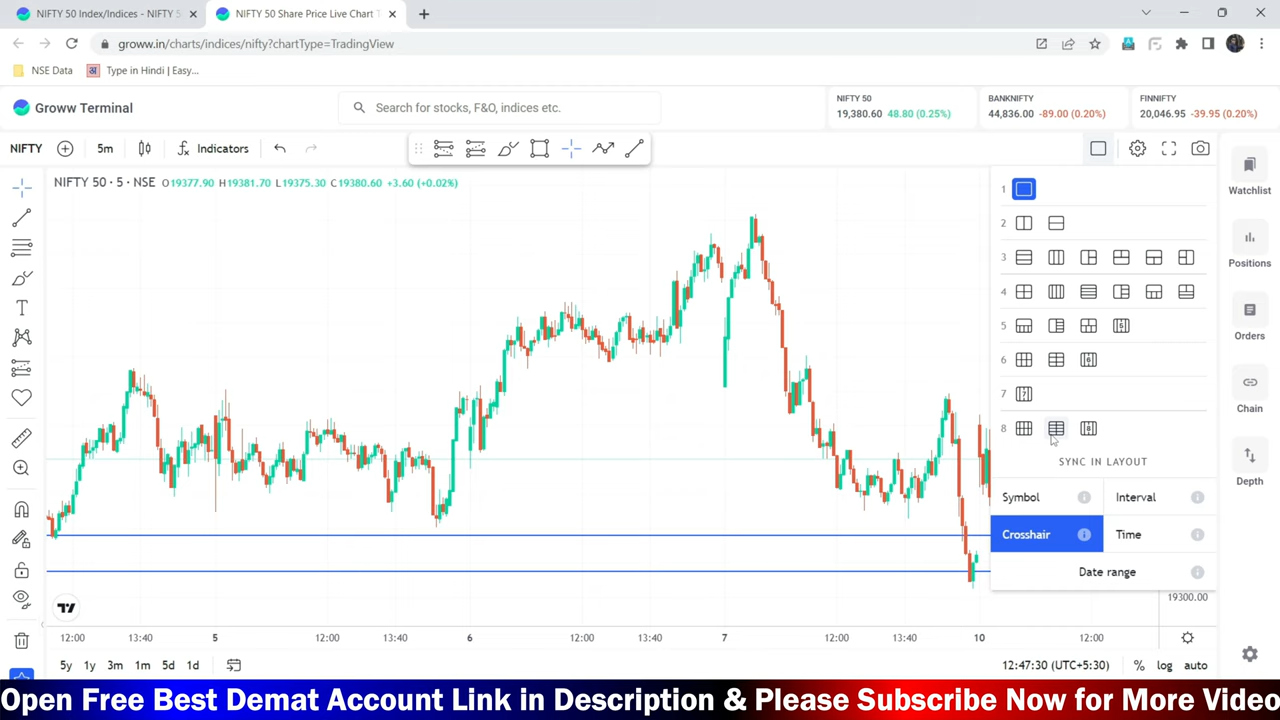 NIFTY 50 Index/Indices - NIFTY 5
NIFTY 50 Share Price Live Chart T
groww.in/charts/indices/nifty?chartType=TradingView
NSE Data
Type in Hindi | Easy...
Groww Terminal
Search for stocks, F&O, indices etc.
NIFTY 50
19,380.60 48.80 (0.25%)
BANKNIFTY
44,836.00 -89.00 (0.20%)
FINNIFTY
20,046.95 -39.95 (0.20%)
NIFTY
5m
Indicators
NIFTY 50 · 5 · NSE O19377.90 H19381.70 L19375.30 C19380.60 +3.60 (+0.02%)
1
2
3
4
5
6
7
8
SYNC IN LAYOUT
Symbol
Interval
Crosshair
Time
Date range
19300.00
Watchlist
Positions
Orders
Chain
Depth
12:00 13:40 5 12:00 13:40 6 12:00 13:40 7 12:00 13:40 10 12:00
5y 1y 3m 1m 5d 1d
12:47:30 (UTC+5:30) % log auto
Open Free Best Demat Account Link in Description & Please Subscribe Now for More Video